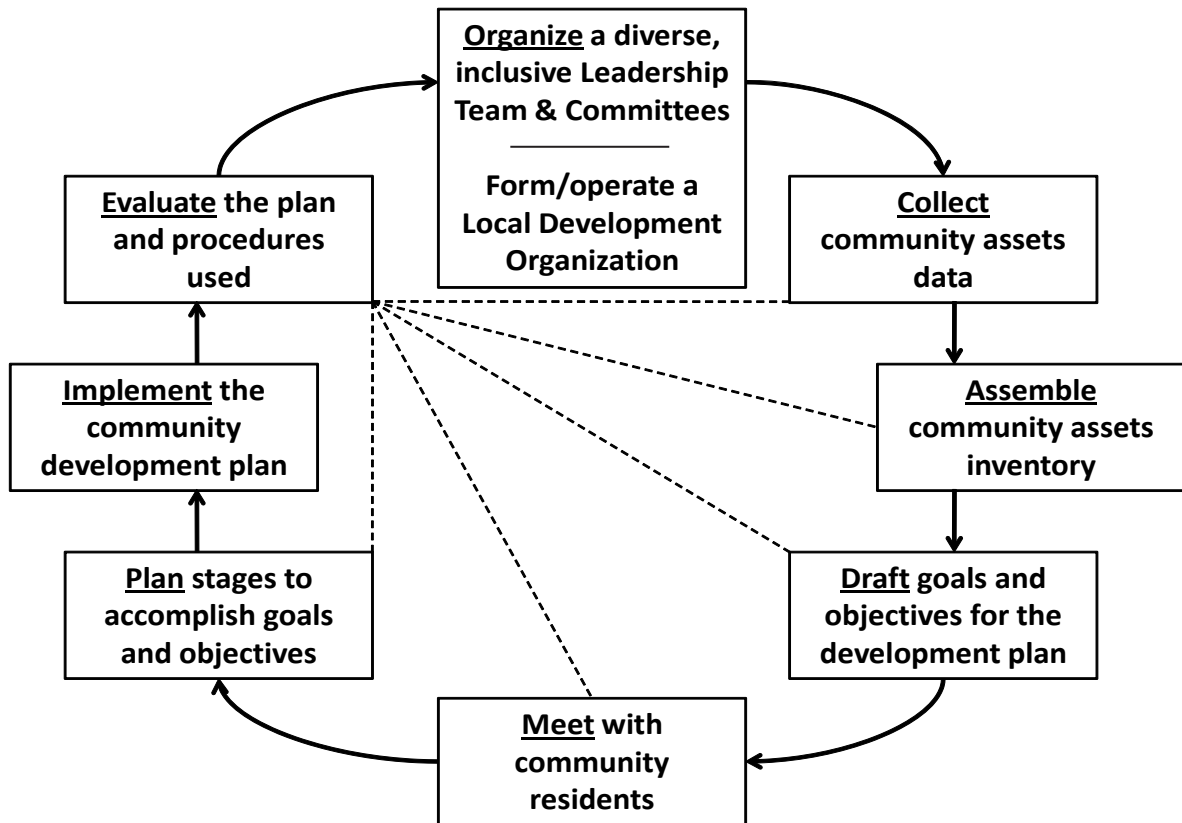 Organize a diverse,
inclusive Leadership
Team & Committees
Form/operate a
Local Development
Organization
Collect
community assets
data
Assemble
community assets
inventory
Draft goals and
objectives for the
development plan
Meet with
community
residents
Plan stages to
accomplish goals
and objectives
Implement the
community
development plan
Evaluate the plan
and procedures
used